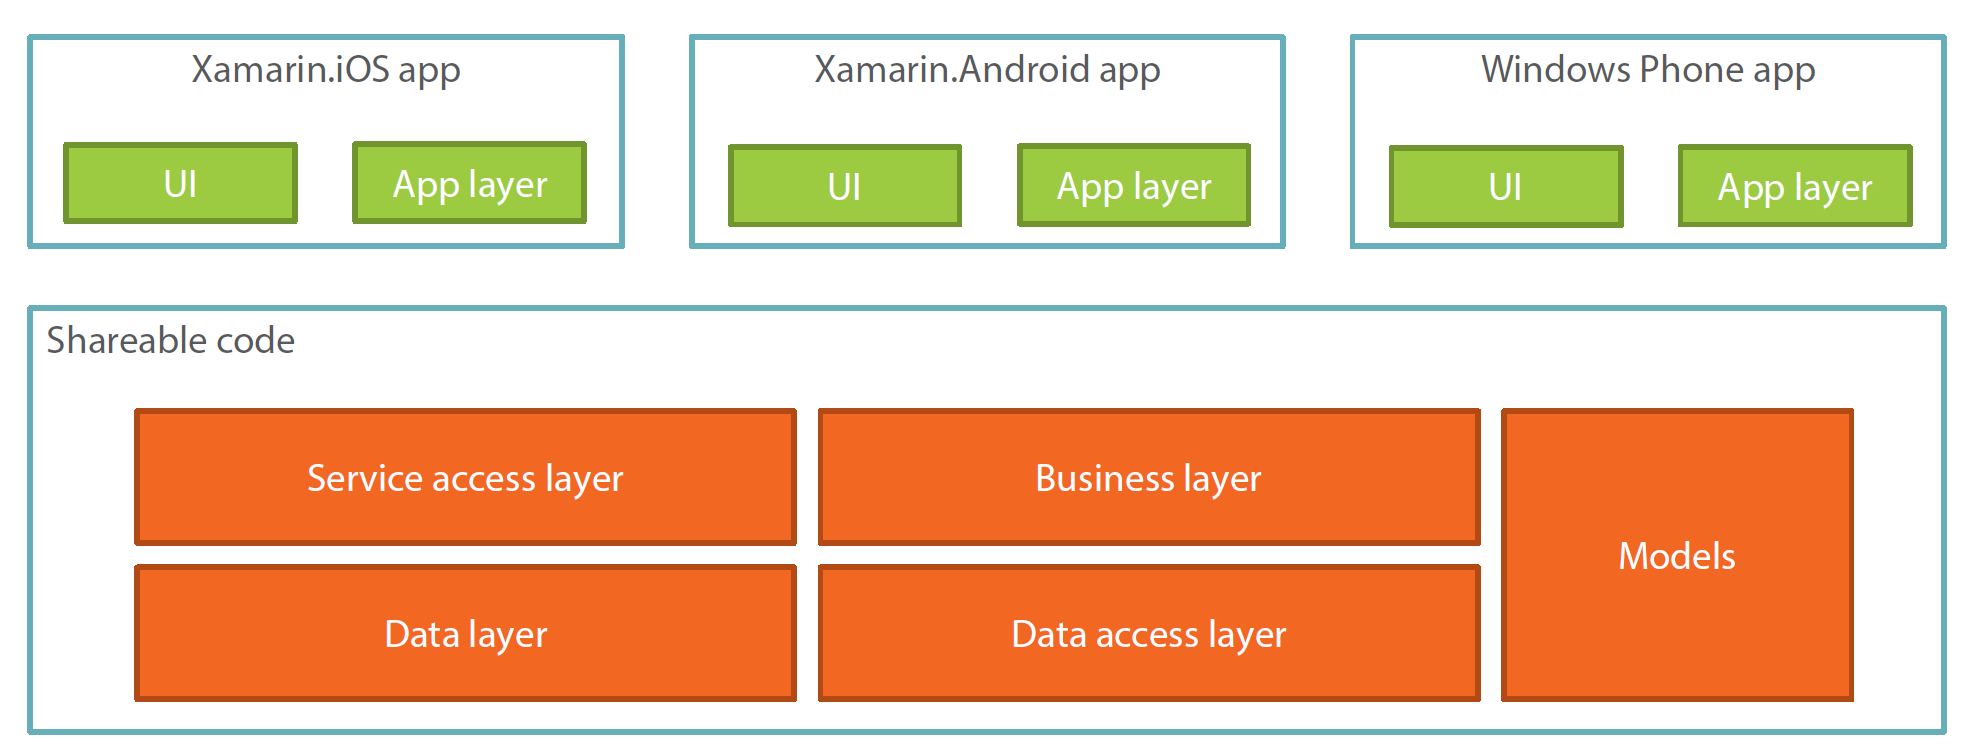 Xamarin.iOS app
UI
App layer
Xamarin.Android app
UI
App layer
Windows Phone app
UI
App layer
Shareable code
Service access layer
Business layer
Models
Data layer
Data access layer